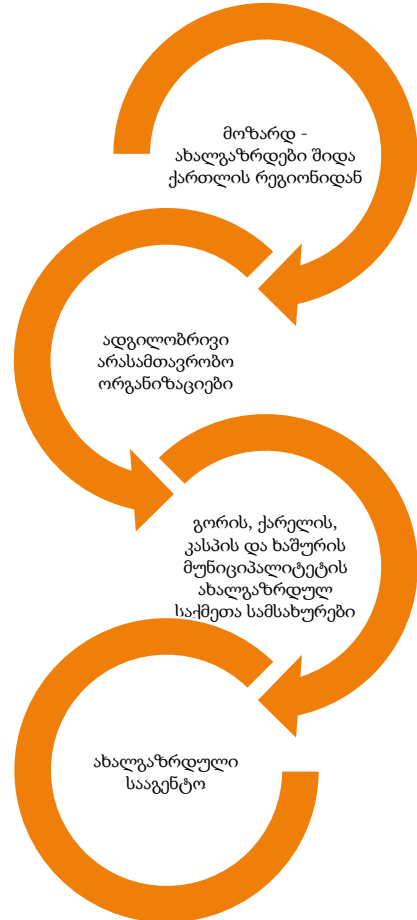 მოზარდ -
ახალგაზრდები შიდა
ქართლის რეგიონიდან
ადგილობრივი
არასამთავრობო
ორგანიზაციები
გორის, ქარელის,
კასპის და ხაშურის
მუნიციპალიტეტის
ახალგაზრდულ
საქმეთა სამსახურები
ახალგაზრდული
სააგენტო